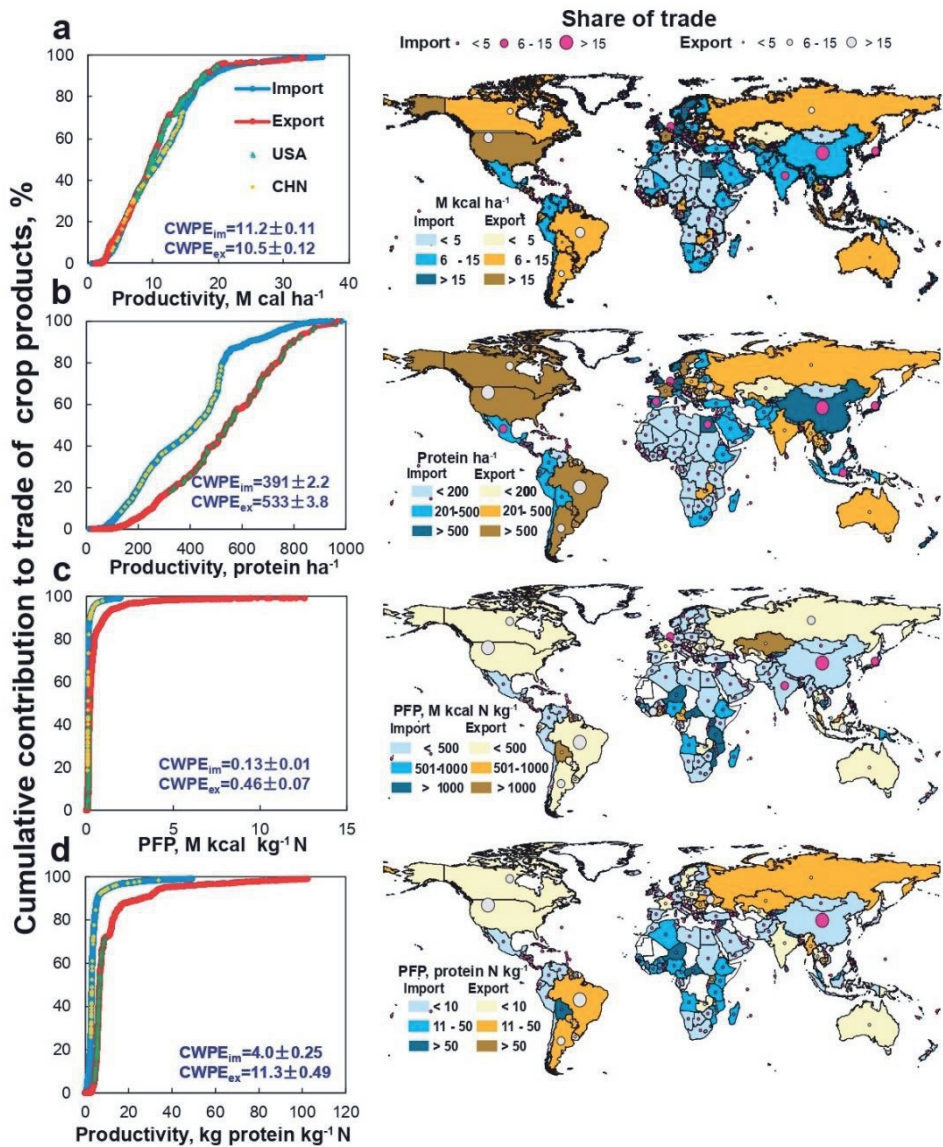 Cumulative contribution to trade of crop products, %
a
100
80
60
40
20
0
Import
Export
USA
CHN
CWPEim=11.2±0.11
CWPEex=10.5±0.12
0 10 20 30 40
Productivity, M cal ha-1
Share of trade
Import < 5 6 - 15 > 15
Export < 5 6 - 15 > 15
M kcal ha-1
Import Export
< 5 < 5
6 - 15 6 - 15
> 15 > 15
b
100
80
60
40
20
0
CWPEim=391±2.2
CWPEex=533±3.8
0 200 400 600 800 1000
Productivity, protein ha-1
Protein ha-1
Import Export
< 200 < 200
201-500 201-500
> 500 > 500
c
100
80
60
40
20
0
CWPEim=0.13±0.01
CWPEex=0.46±0.07
0 5 10 15
PFP, M kcal kg-1 N
PFP, M kcal N kg-1
Import Export
< 500 < 500
501-1000 501-1000
> 1000 > 1000
d
100
80
60
40
20
0
CWPEim=4.0±0.25
CWPEex=11.3±0.49
0 20 40 60 80 100 120
Productivity, kg protein kg-1 N
PFP, protein N kg-1
Import Export
< 10 < 10
11 - 50 11 - 50
> 50 > 50